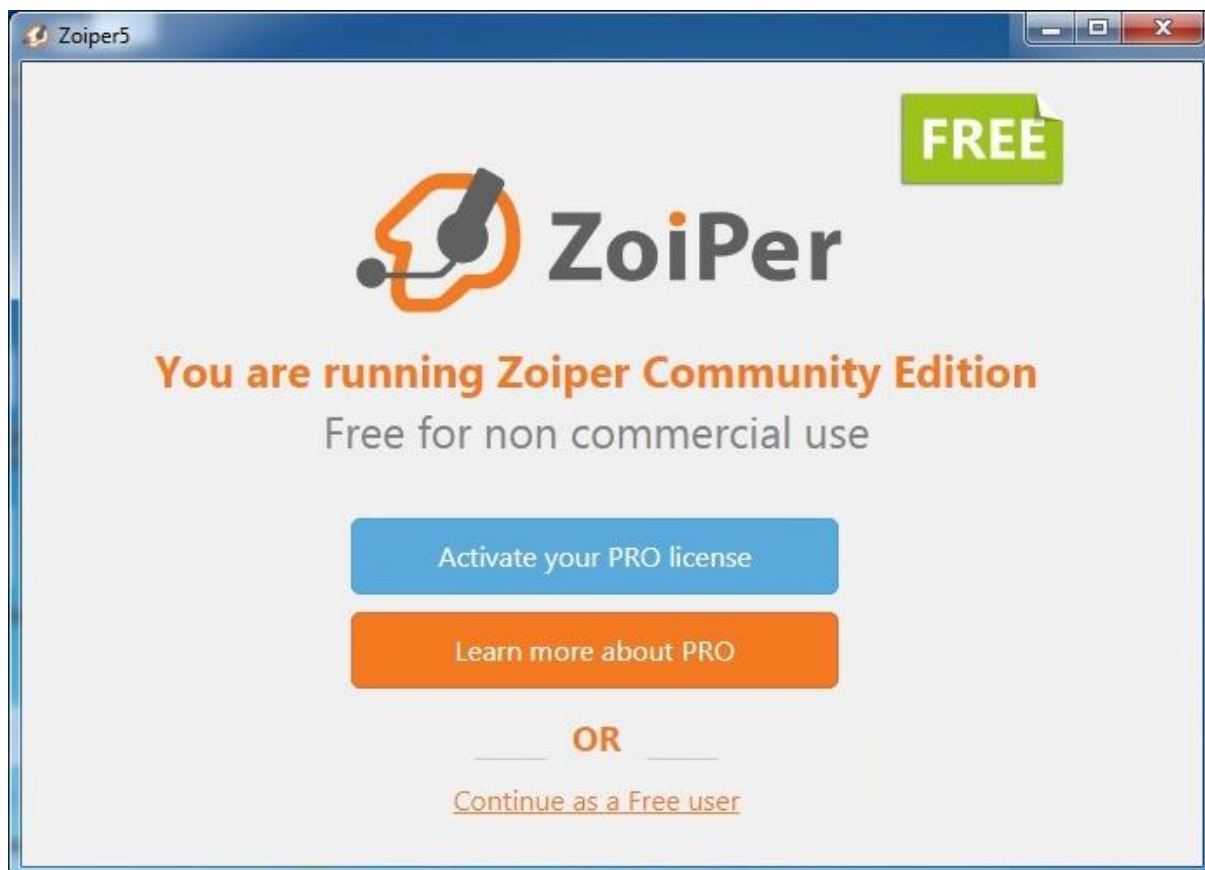 Zoiper5
FREE
ZoiPer
You are running Zoiper Community Edition
Free for non commercial use
Activate your PRO license
Learn more about PRO
OR
Continue as a Free user